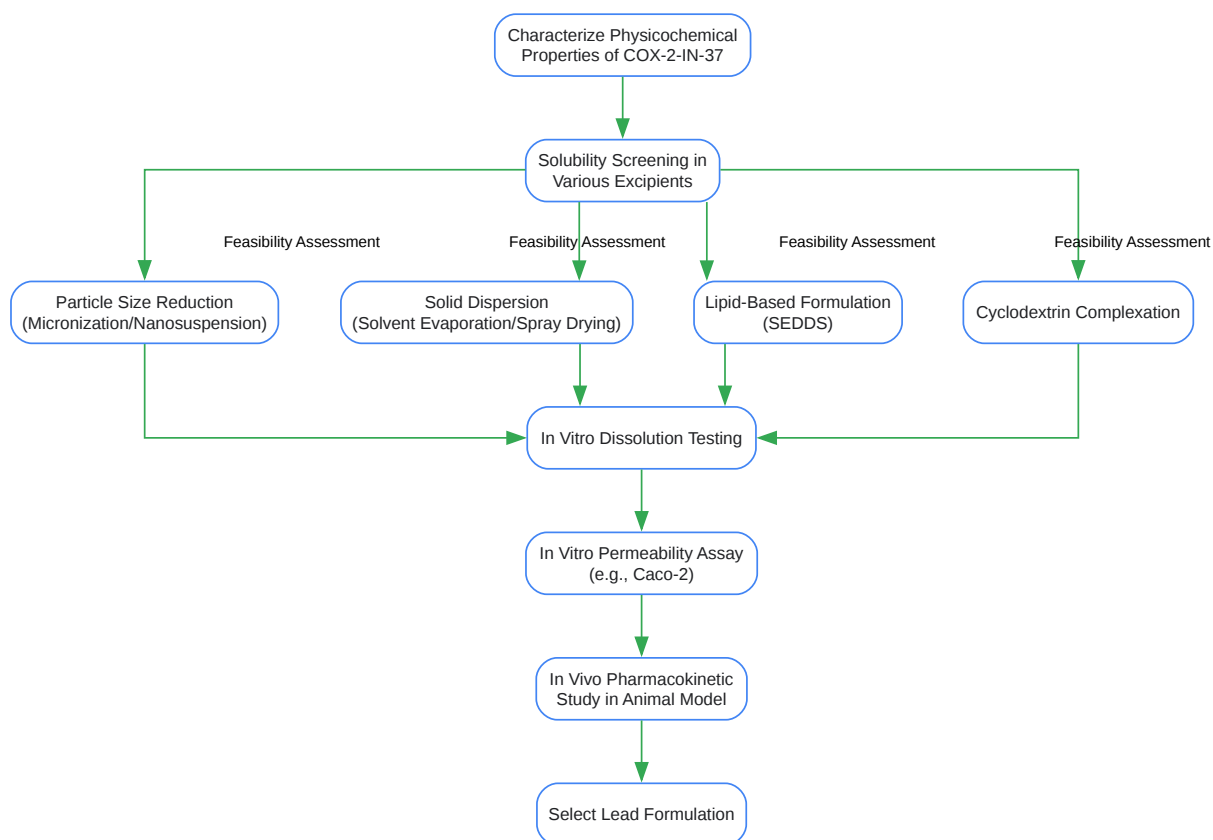 Characterize Physicochemical
Properties of COX-2-IN-37
Solubility Screening in
Various Excipients
Feasibility Assessment
Feasibility Assessment
Feasibility Assessment
Feasibility Assessment
Particle Size Reduction
(Micronization/Nanosuspension)
Solid Dispersion
(Solvent Evaporation/Spray Drying)
Lipid-Based Formulation
(SEDDS)
Cyclodextrin Complexation
In Vitro Dissolution Testing
In Vitro Permeability Assay
(e.g., Caco-2)
In Vivo Pharmacokinetic
Study in Animal Model
Select Lead Formulation